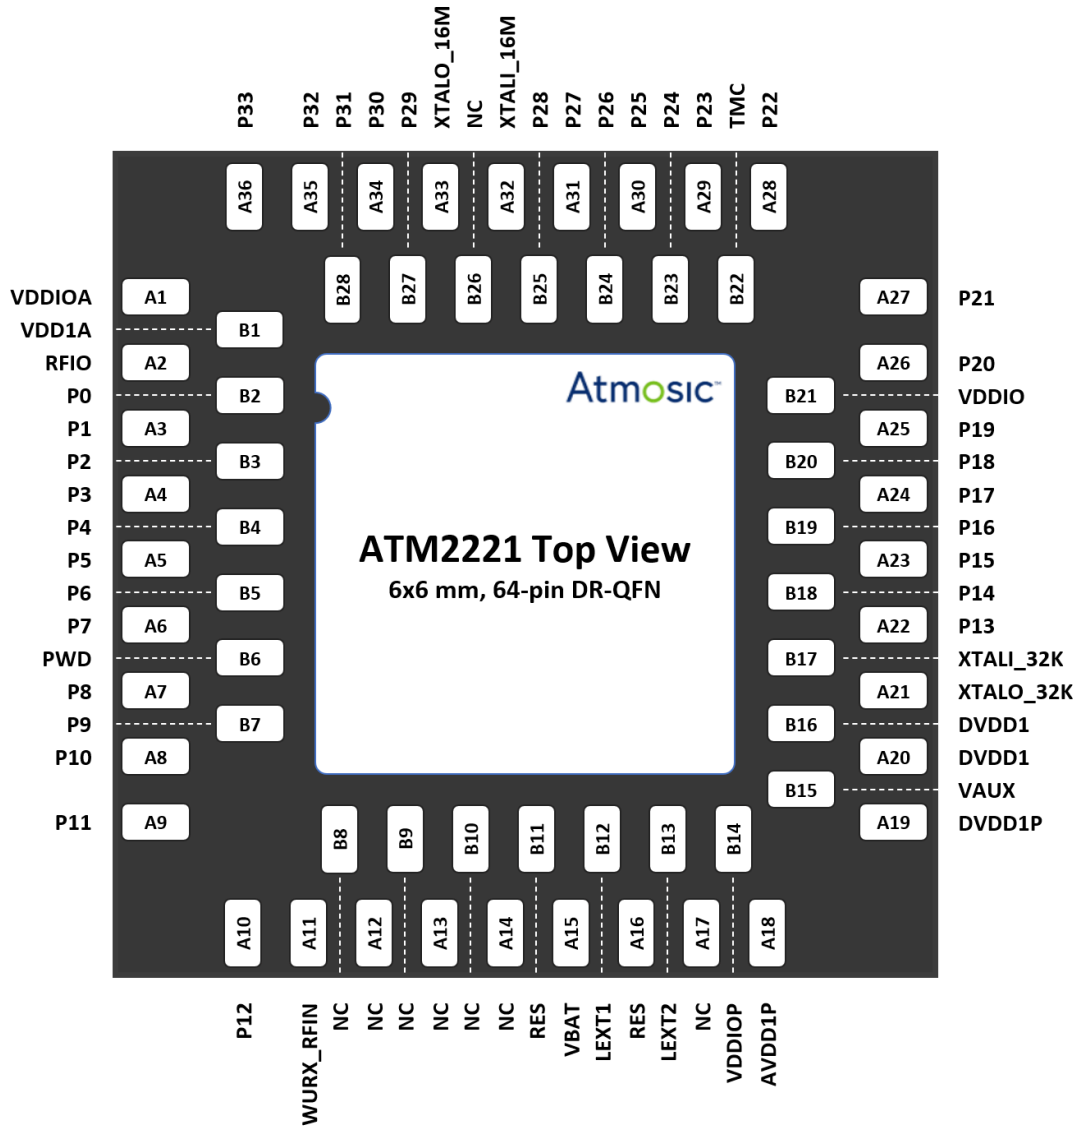 P33
P32
P31
P30
P29
XTALO_16M
NC
XTALI_16M
P28
P27
P26
P25
P24
P23
TMC
P22
A36
A35
A34
A33
A32
A31
A30
A29
A28
B28
B27
B26
B25
B24
B23
B22
VDDIOA A1
VDD1A B1
RFIO A2
P0 B2
P1 A3
P2 B3
P3 A4
P4 B4
P5 A5
P6 B5
P7 A6
PWD B6
P8 A7
P9 B7
P10 A8
P11 A9
Atmosic™
ATM2221 Top View
6x6 mm, 64-pin DR-QFN
A27 P21
A26 P20
B21 VDDIO
A25 P19
B20 P18
A24 P17
B19 P16
A23 P15
B18 P14
A22 P13
B17 XTALI_32K
A21 XTALO_32K
B16 DVDD1
A20 DVDD1
B15 VAUX
A19 DVDD1P
B8
B9
B10
B11
B12
B13
B14
A10
A11
A12
A13
A14
A15
A16
A17
A18
P12
WURX_RFIN
NC
NC
NC
NC
NC
NC
RES
VBAT
LEXT1
RES
LEXT2
NC
VDDIOP
AVDD1P